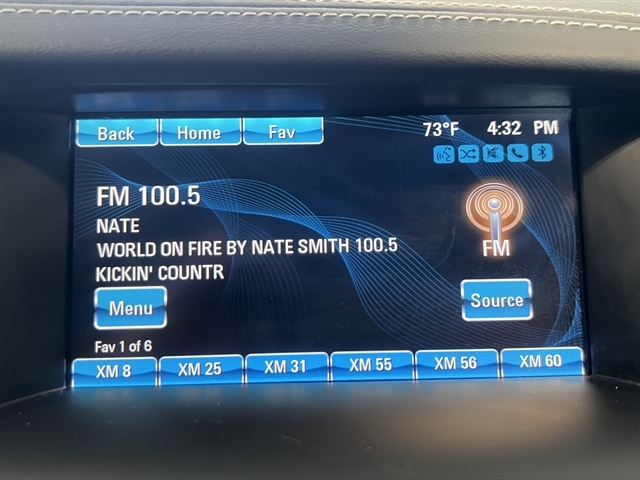 Back Home Fav 73°F 4:32 PM
FM 100.5
NATE
WORLD ON FIRE BY NATE SMITH 100.5
KICKIN' COUNTR
FM
Menu Source
Fav 1 of 6
XM 8 XM 25 XM 31 XM 55 XM 56 XM 60